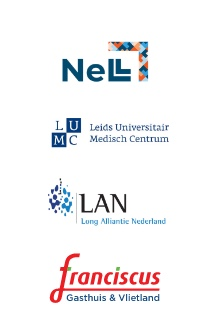 NeLL
L U
M C
Leids Universitair
Medisch Centrum
LAN
Long Alliantie Nederland
franciscus
Gasthuis & Vlietland